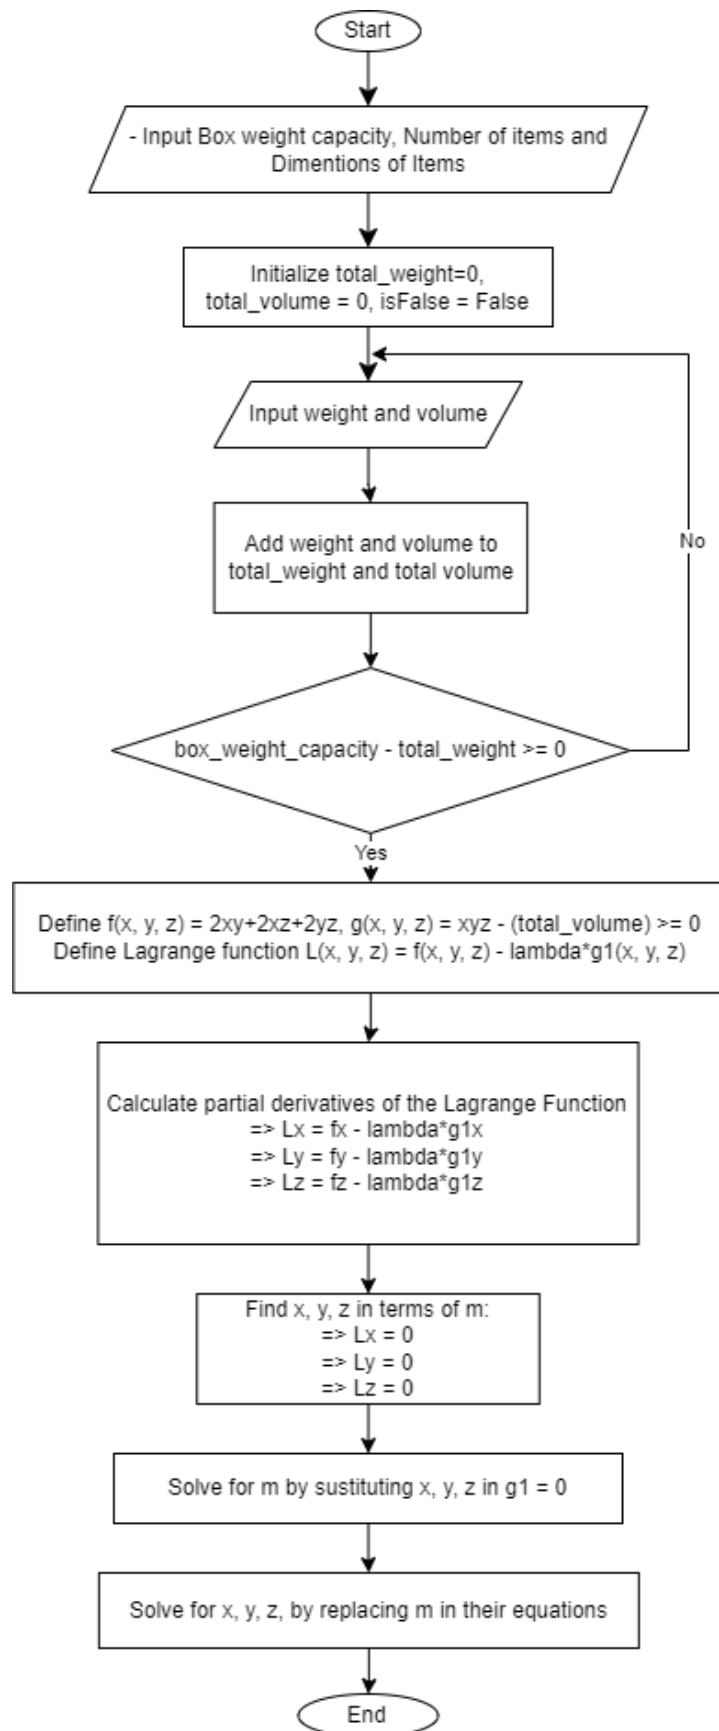 Start
- Input Box weight capacity, Number of items and
Dimentions of Items
Initialize total_weight=0,
total_volume = 0, isFalse = False
Input weight and volume
Add weight and volume to
total_weight and total volume
No
box_weight_capacity - total_weight >= 0
Yes
Define f(x, y, z) = 2xy+2xz+2yz, g(x, y, z) = xyz - (total_volume) >= 0
Define Lagrange function L(x, y, z) = f(x, y, z) - lambda*g1(x, y, z)
Calculate partial derivatives of the Lagrange Function
=> Lx = fx - lambda*g1x
=> Ly = fy - lambda*g1y
=> Lz = fz - lambda*g1z
Find x, y, z in terms of m:
=> Lx = 0
=> Ly = 0
=> Lz = 0
Solve for m by sustituting x, y, z in g1 = 0
Solve for x, y, z, by replacing m in their equations
End